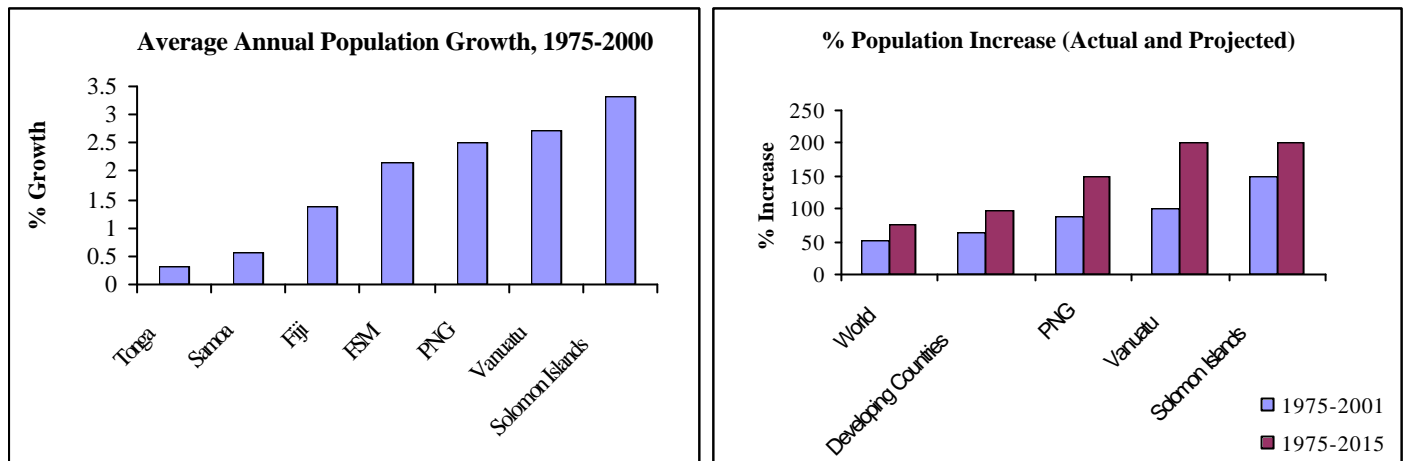 Average Annual Population Growth, 1975-2000
% Growth
3.5
3
2.5
2
1.5
1
0.5
0
Tonga
Samoa
Fiji
FSM
PNG
Vanuatu
Solomon Islands
% Population Increase (Actual and Projected)
% Increase
250
200
150
100
50
0
World
Developing Countries
PNG
Vanuatu
Solomon Islands
1975-2001
1975-2015